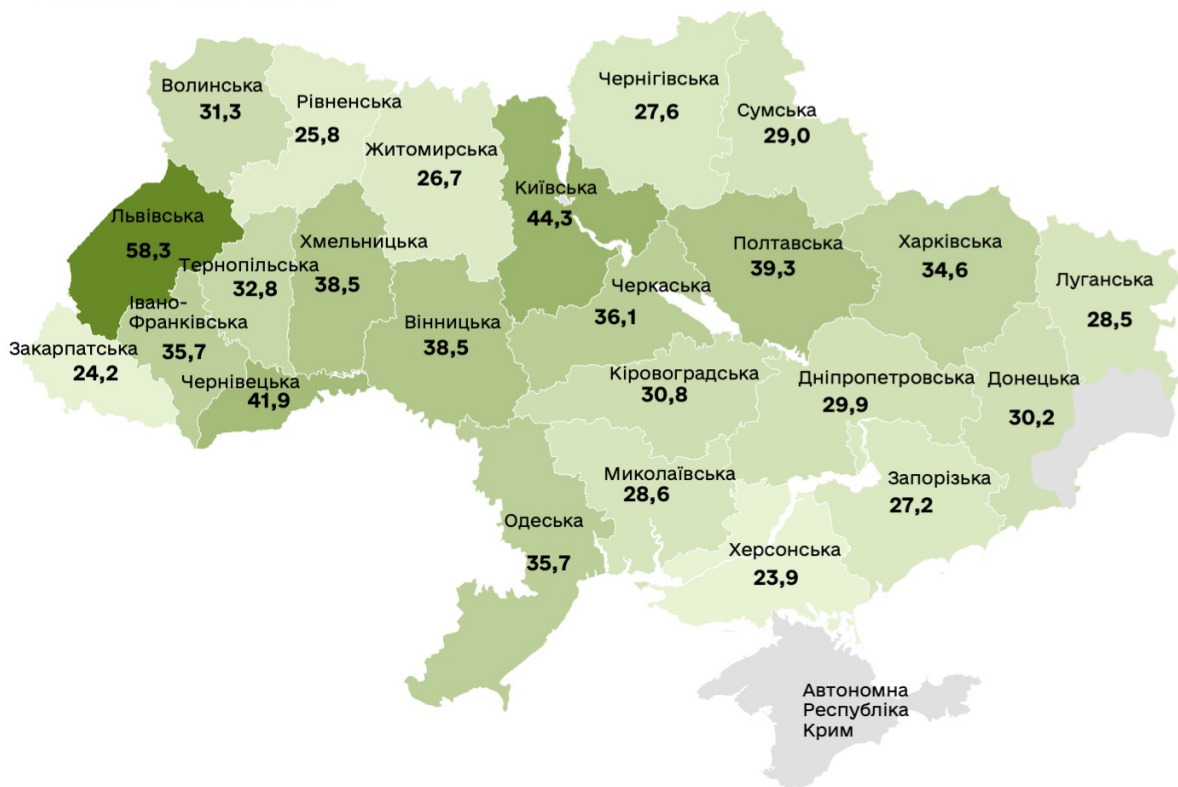 Волинська
31,3
Рівненська
25,8
Житомирська
26,7
Чернігівська
27,6
Сумська
29,0
Київська
44,3
Львівська
58,3
Тернопільська
32,8
Хмельницька
38,5
Івано-
Франківська
35,7
Закарпатська
24,2
Чернівецька
41,9
Вінницька
38,5
Черкаська
36,1
Полтавська
39,3
Харківська
34,6
Луганська
28,5
Кіровоградська
30,8
Дніпропетровська
29,9
Донецька
30,2
Миколаївська
28,6
Запорізька
27,2
Одеська
35,7
Херсонська
23,9
Автономна
Республіка
Крим